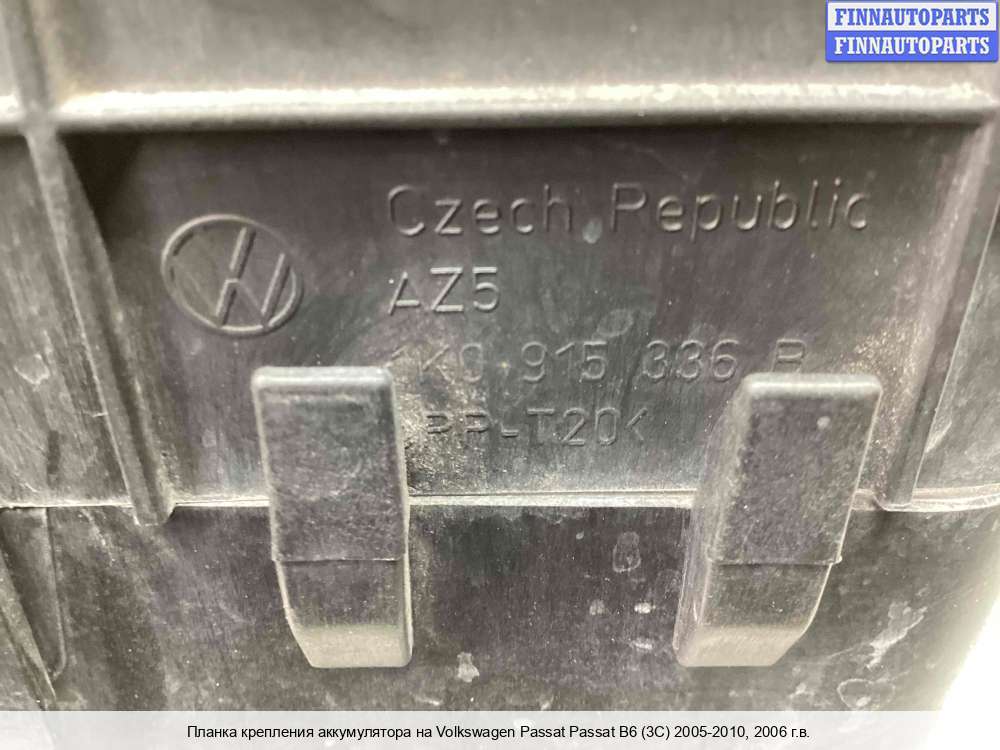 FINNAUTOPARTS
FINNAUTOPARTS
Czech Republic
AZ5
1K0 915 336 B
PP-T20K
Планка крепления аккумулятора на Volkswagen Passat Passat B6 (3C) 2005-2010, 2006 г.в.